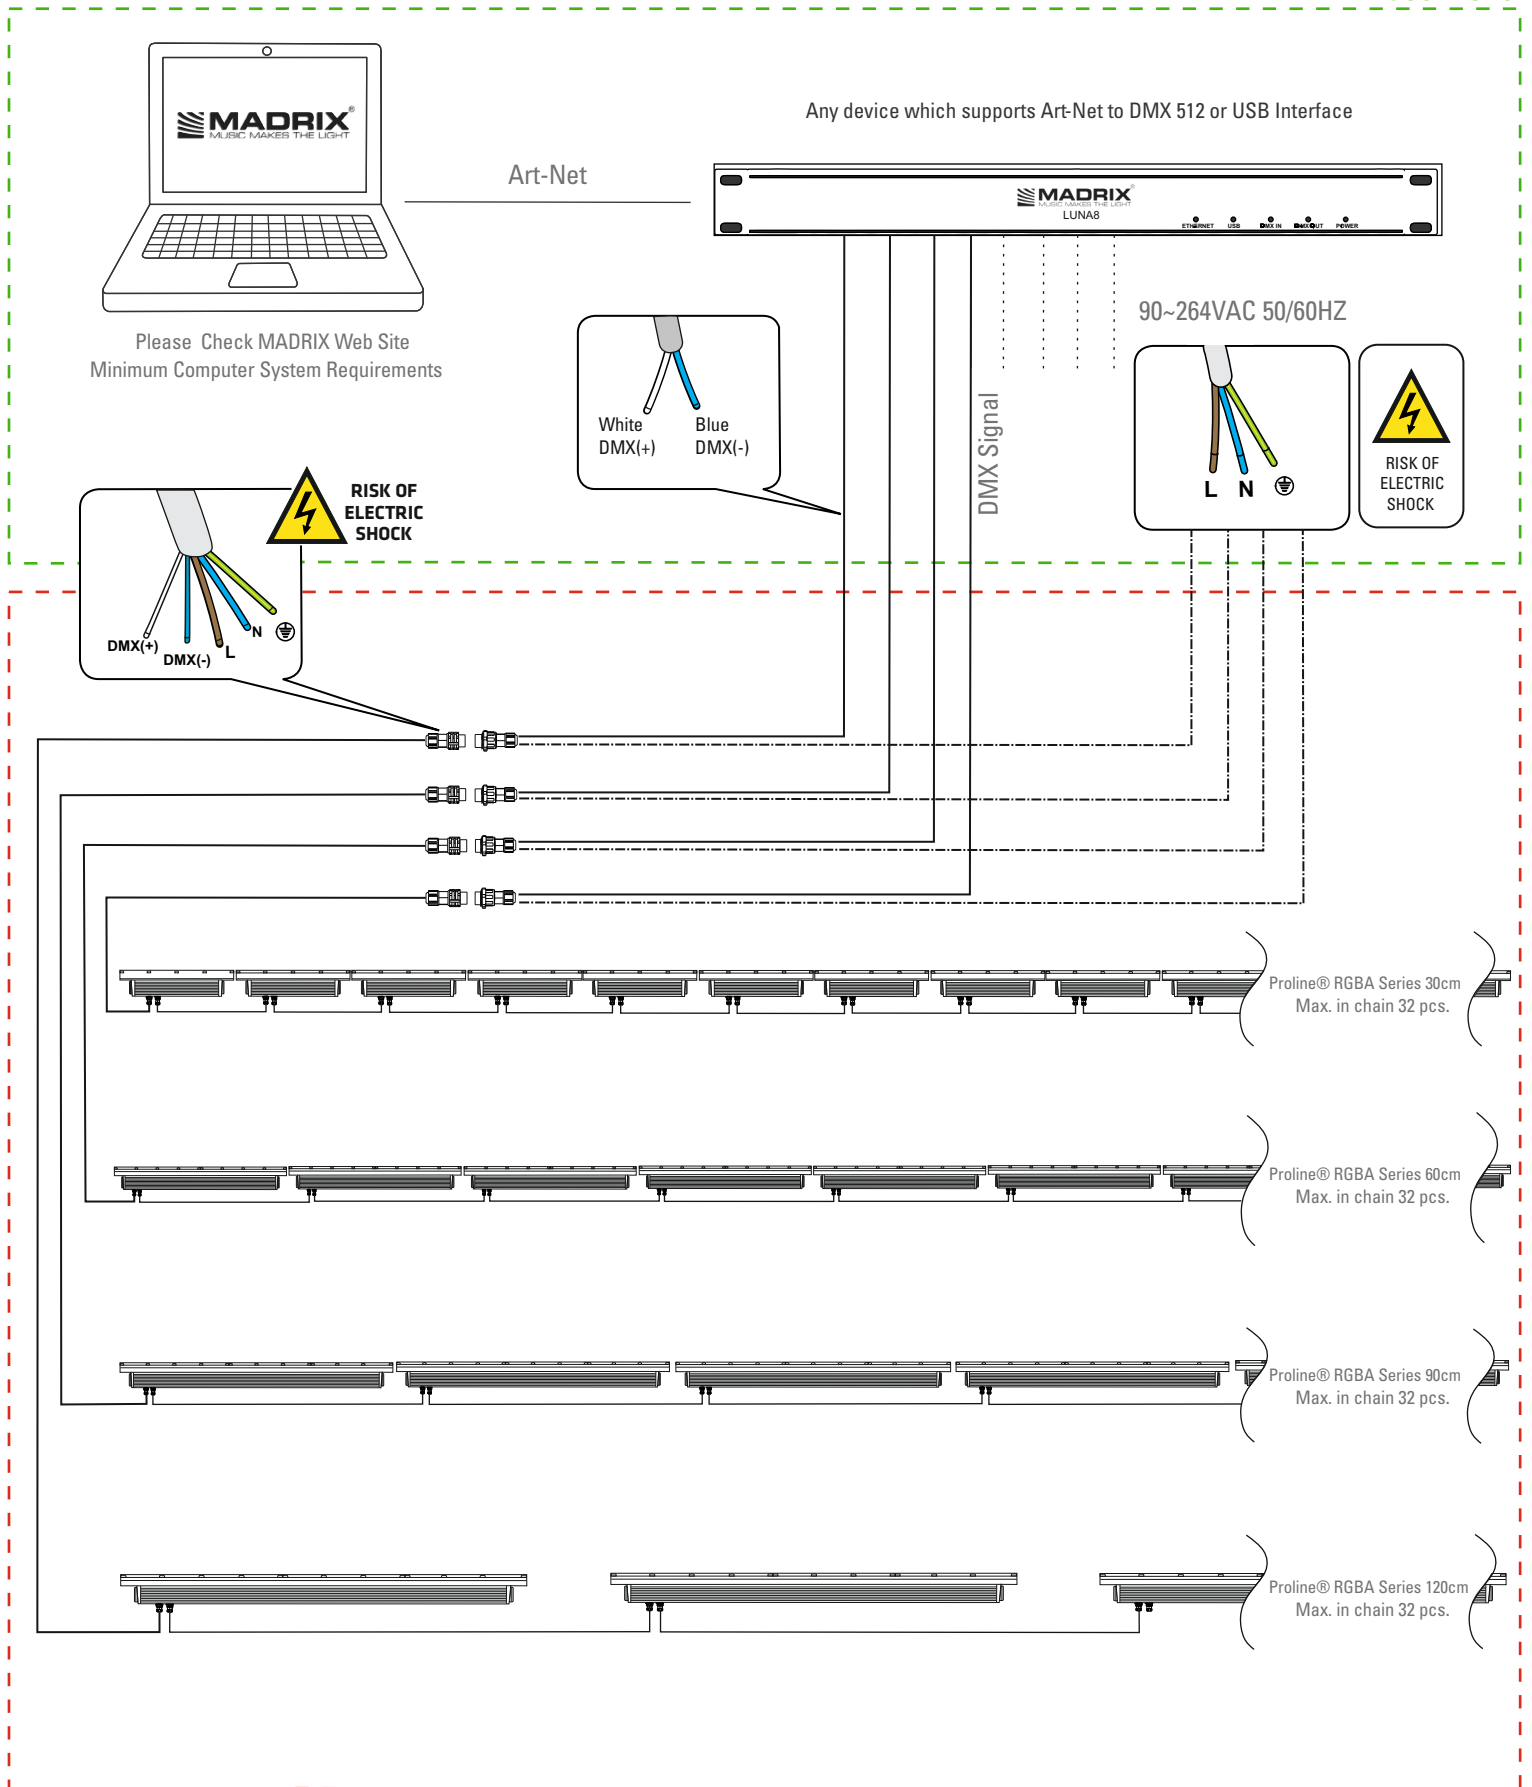 MADRIX®
MUSIC MAKES THE LIGHT
Please Check MADRIX Web Site
Minimum Computer System Requirements
Art-Net
Any device which supports Art-Net to DMX 512 or USB Interface
MADRIX®
MUSIC MAKES THE LIGHT
LUNA8
ETHERNET USB DMX IN DMX OUT POWER
White Blue
DMX(+) DMX(-)
DMX Signal
90~264VAC 50/60HZ
L N
RISK OF
ELECTRIC
SHOCK
RISK OF
ELECTRIC
SHOCK
DMX(+) DMX(-) L N
Proline® RGBA Series 30cm
Max. in chain 32 pcs.
Proline® RGBA Series 60cm
Max. in chain 32 pcs.
Proline® RGBA Series 90cm
Max. in chain 32 pcs.
Proline® RGBA Series 120cm
Max. in chain 32 pcs.